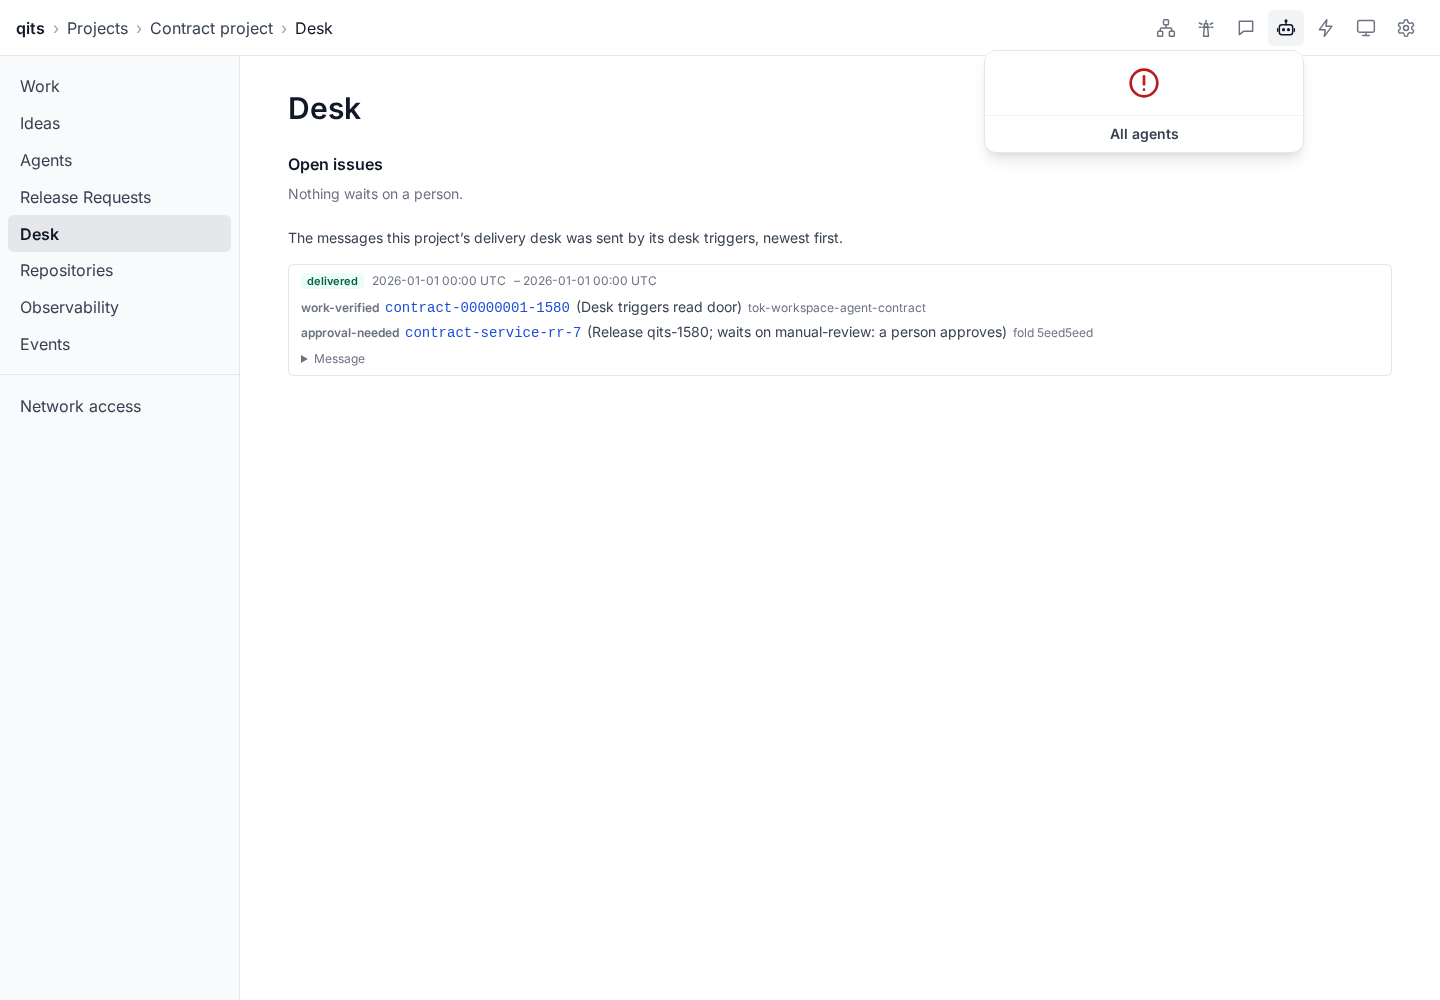 qits › Projects › Contract project › Desk
All agents
Work
Ideas
Agents
Release Requests
Desk
Repositories
Observability
Events
Network access
Desk
Open issues
Nothing waits on a person.
The messages this project’s delivery desk was sent by its desk triggers, newest first.
delivered 2026-01-01 00:00 UTC – 2026-01-01 00:00 UTC
work-verified contract-00000001-1580 (Desk triggers read door) tok-workspace-agent-contract
approval-needed contract-service-rr-7 (Release qits-1580; waits on manual-review: a person approves) fold 5eed5eed
Message